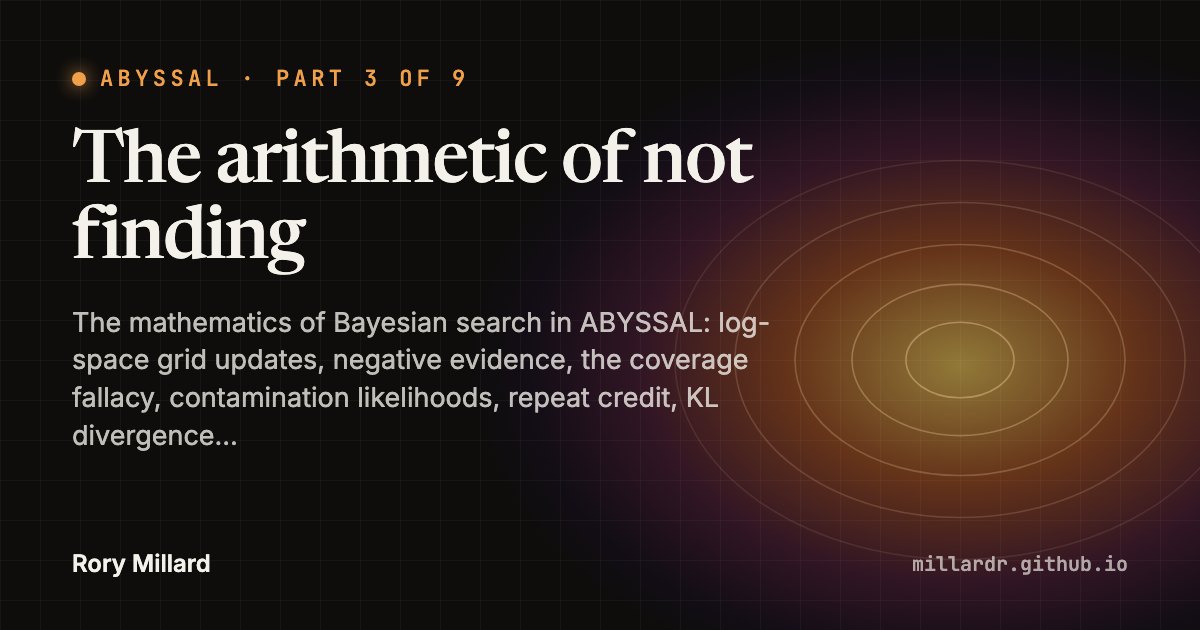 ABYSSAL · PART 3 OF 9
The arithmetic of not
finding
The mathematics of Bayesian search in ABYSSAL: log-
space grid updates, negative evidence, the coverage
fallacy, contamination likelihoods, repeat credit, KL
divergence...
Rory Millard
millardr.github.io